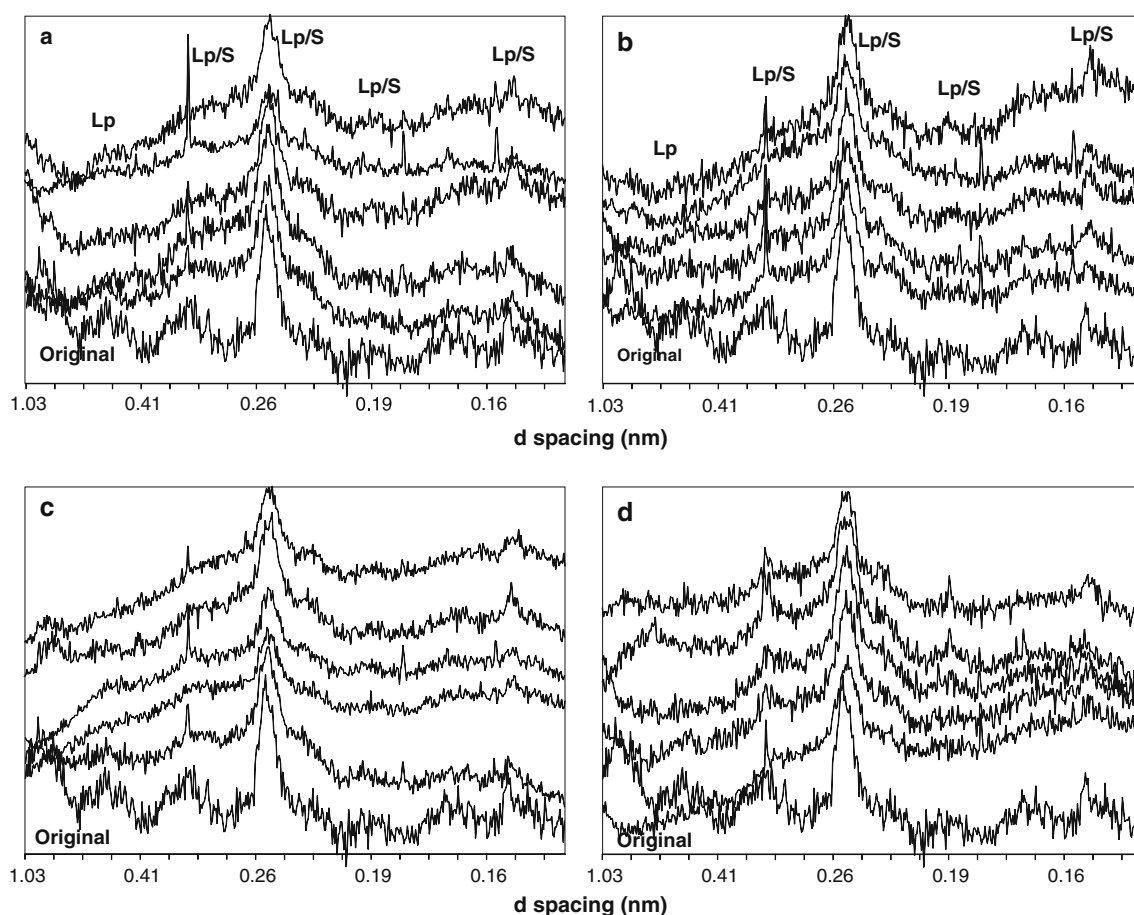 a
Lp/S
Lp/S
Lp/S
Lp/S
Lp
Original
1.03 0.41 0.26 0.19 0.16
d spacing (nm)
b
Lp/S
Lp/S
Lp/S
Lp/S
Lp
Original
1.03 0.41 0.26 0.19 0.16
d spacing (nm)
c
Original
1.03 0.41 0.26 0.19 0.16
d
Original
1.03 0.41 0.26 0.19 0.16
d spacing (nm)